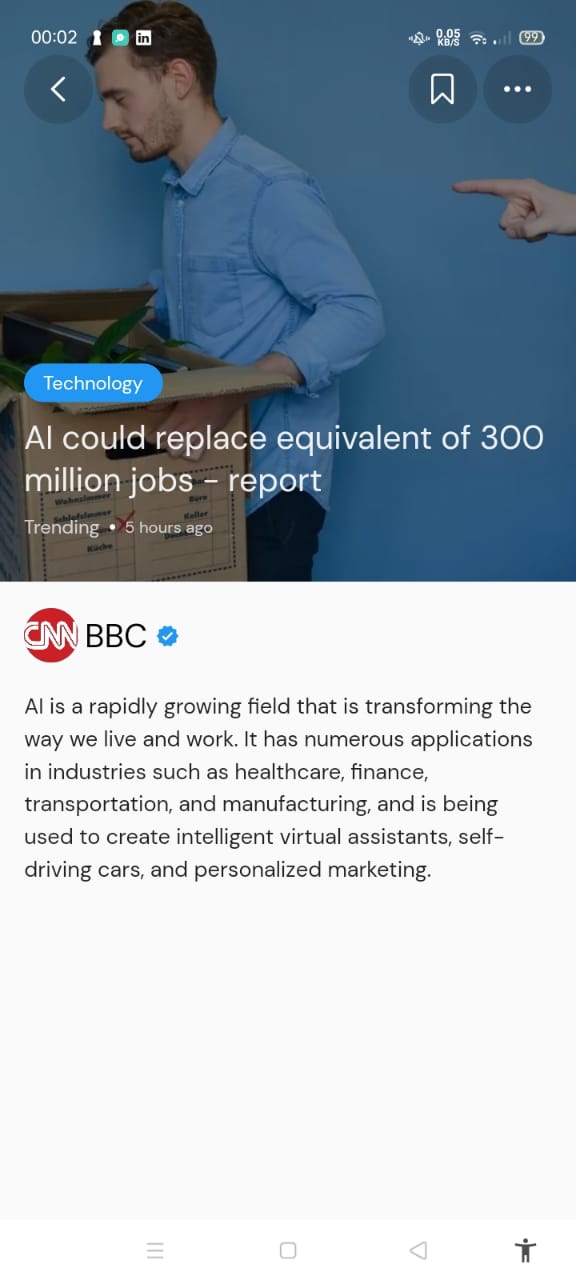 00:02
0.05
KB/S
99
Technology
AI could replace equivalent of 300
million jobs – report
Trending • 5 hours ago
Wohnzimmer
Schlafzimmer
Küche
Büro
Keller
CNN BBC
AI is a rapidly growing field that is transforming the
way we live and work. It has numerous applications
in industries such as healthcare, finance,
transportation, and manufacturing, and is being
used to create intelligent virtual assistants, self-
driving cars, and personalized marketing.